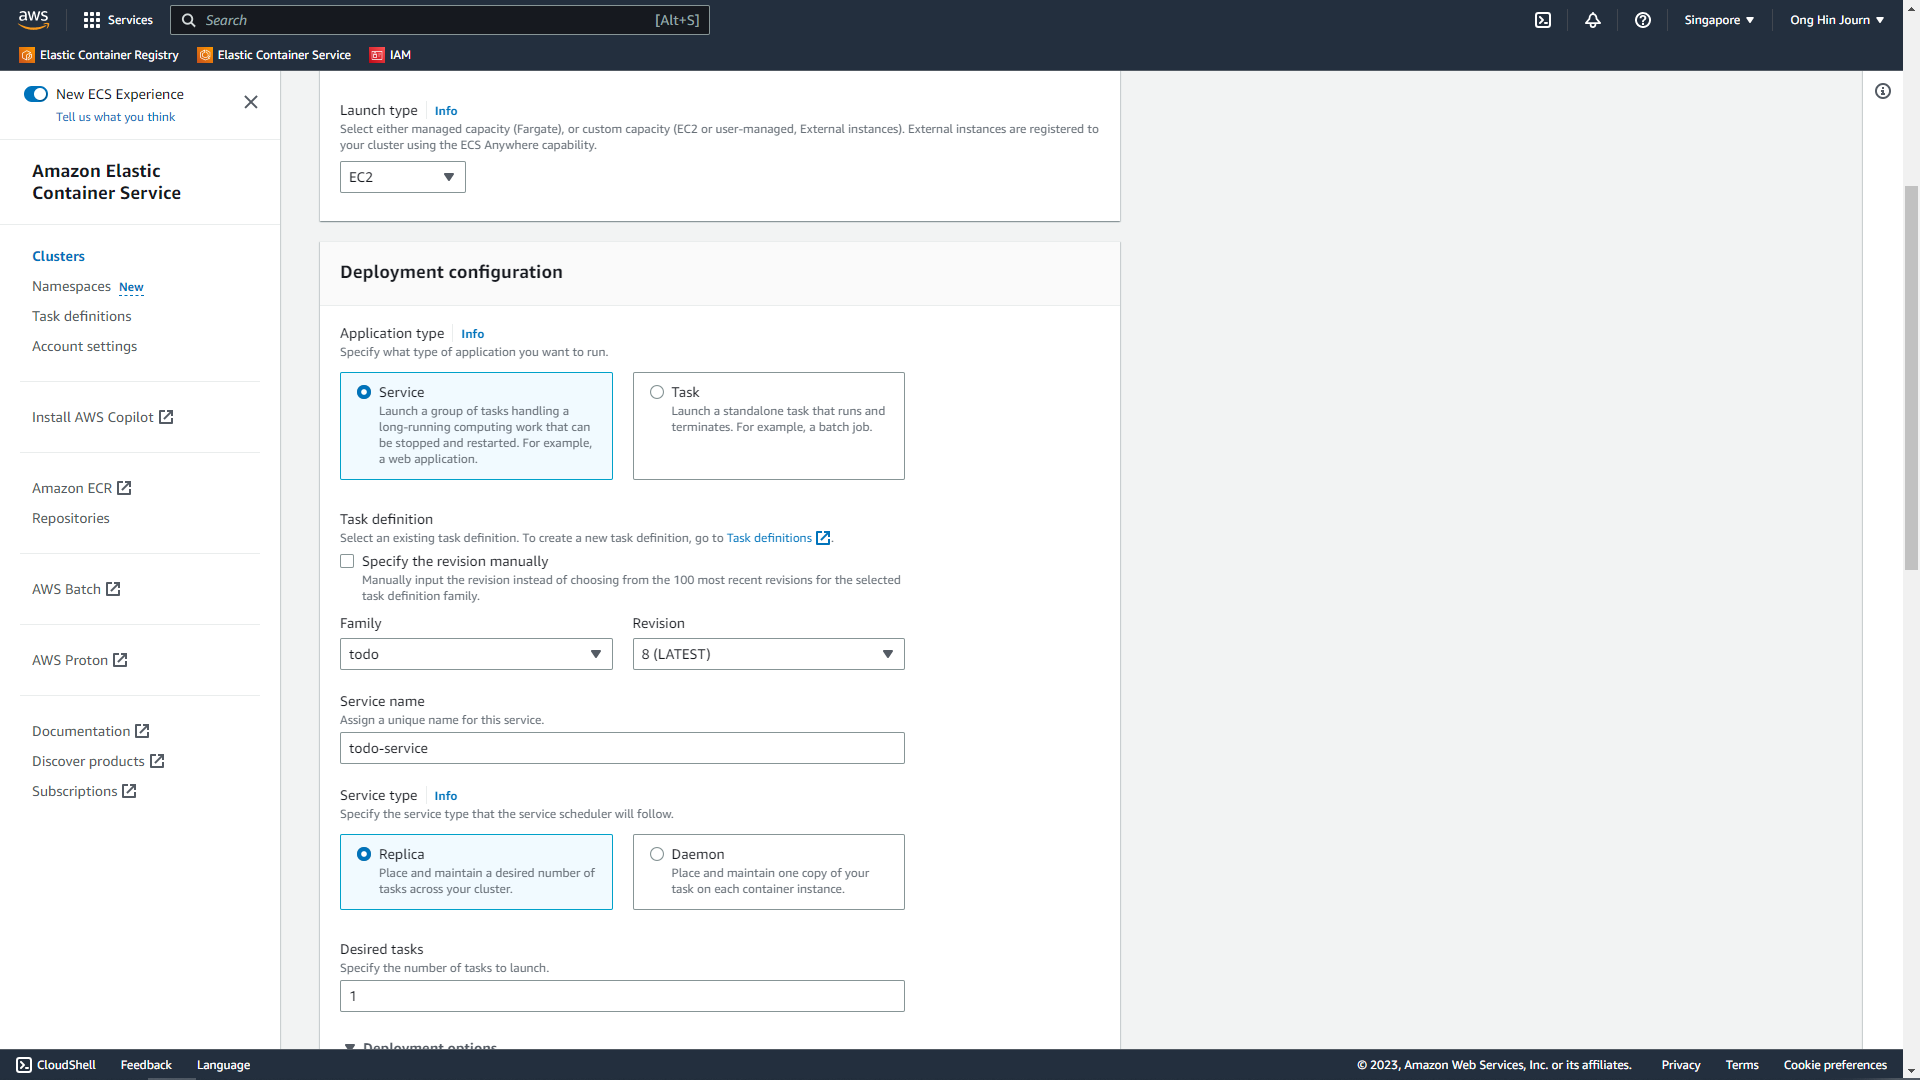 aws
Services
Search
[Alt+S]
Singapore
Ong Hin Journ
Elastic Container Registry
Elastic Container Service
IAM
New ECS Experience
Tell us what you think
Amazon Elastic
Container Service
Clusters
Namespaces New
Task definitions
Account settings
Install AWS Copilot
Amazon ECR
Repositories
AWS Batch
AWS Proton
Documentation
Discover products
Subscriptions
Launch type Info
Select either managed capacity (Fargate), or custom capacity (EC2 or user-managed, External instances). External instances are registered to
your cluster using the ECS Anywhere capability.
EC2
Deployment configuration
Application type Info
Specify what type of application you want to run.
Service
Launch a group of tasks handling a
long-running computing work that can
be stopped and restarted. For example,
a web application.
Task
Launch a standalone task that runs and
terminates. For example, a batch job.
Task definition
Select an existing task definition. To create a new task definition, go to Task definitions.
Specify the revision manually
Manually input the revision instead of choosing from the 100 most recent revisions for the selected
task definition family.
Family
todo
Revision
8 (LATEST)
Service name
Assign a unique name for this service.
todo-service
Service type Info
Specify the service type that the service scheduler will follow.
Replica
Place and maintain a desired number of
tasks across your cluster.
Daemon
Place and maintain one copy of your
task on each container instance.
Desired tasks
Specify the number of tasks to launch.
1
Deployment options
CloudShell
Feedback
Language
© 2023, Amazon Web Services, Inc. or its affiliates.
Privacy
Terms
Cookie preferences